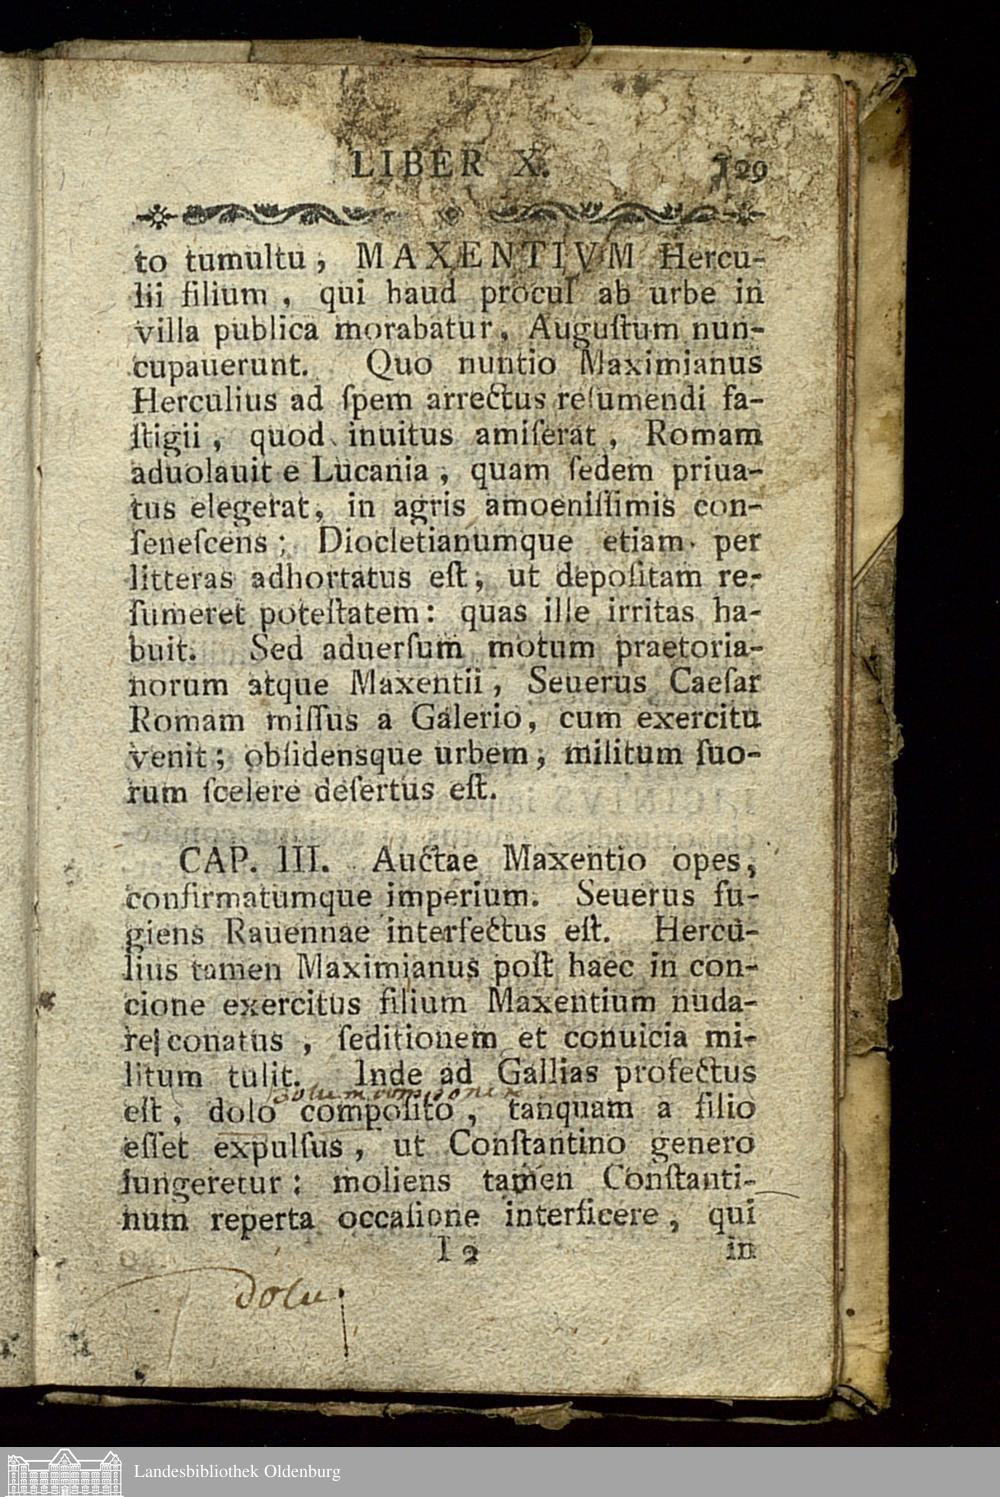 LIBER X. 129
to tumultu, MAXENTIVM Hercu-
lii filium, qui haud procul ab urbe in
villa publica morabatur, Auguſtum nun-
cupauerunt. Quo nuntio Maximianus
Herculius ad ſpem arrectus reſumendi fa-
ſtigii, quod inuitus amiſerat, Romam
aduolauit e Lucania, quam ſedem priua-
tus elegerat, in agris amoeniſſimis con-
ſeneſcens; Diocletianumque etiam per
litteras adhortatus eſt, ut depoſitam re-
ſumeret poteſtatem: quas ille irritas ha-
buit. Sed aduerſum motum praetoria-
norum atque Maxentii, Seuerus Caeſar
Romam miſſus a Galerio, cum exercitu
venit; obſidensque urbem, militum ſuo-
rum ſcelere deſertus eſt.
CAP. III. Auctae Maxentio opes,
confirmatumque imperium. Seuerus fu-
giens Rauennae interfectus eſt. Hercu-
lius tamen Maximianus poſt haec in con-
cione exercitus filium Maxentium nuda-
re conatus, ſeditionem et conuicia mi-
litum tulit. Inde ad Gallias profectus
eſt, dolo compoſito, tanquam a filio
eſſet expulſus, ut Conſtantino genero
iungeretur: moliens tamen Conſtanti-
num reperta occaſione interficere, qui
I 2 in
Landesbibliothek Oldenburg